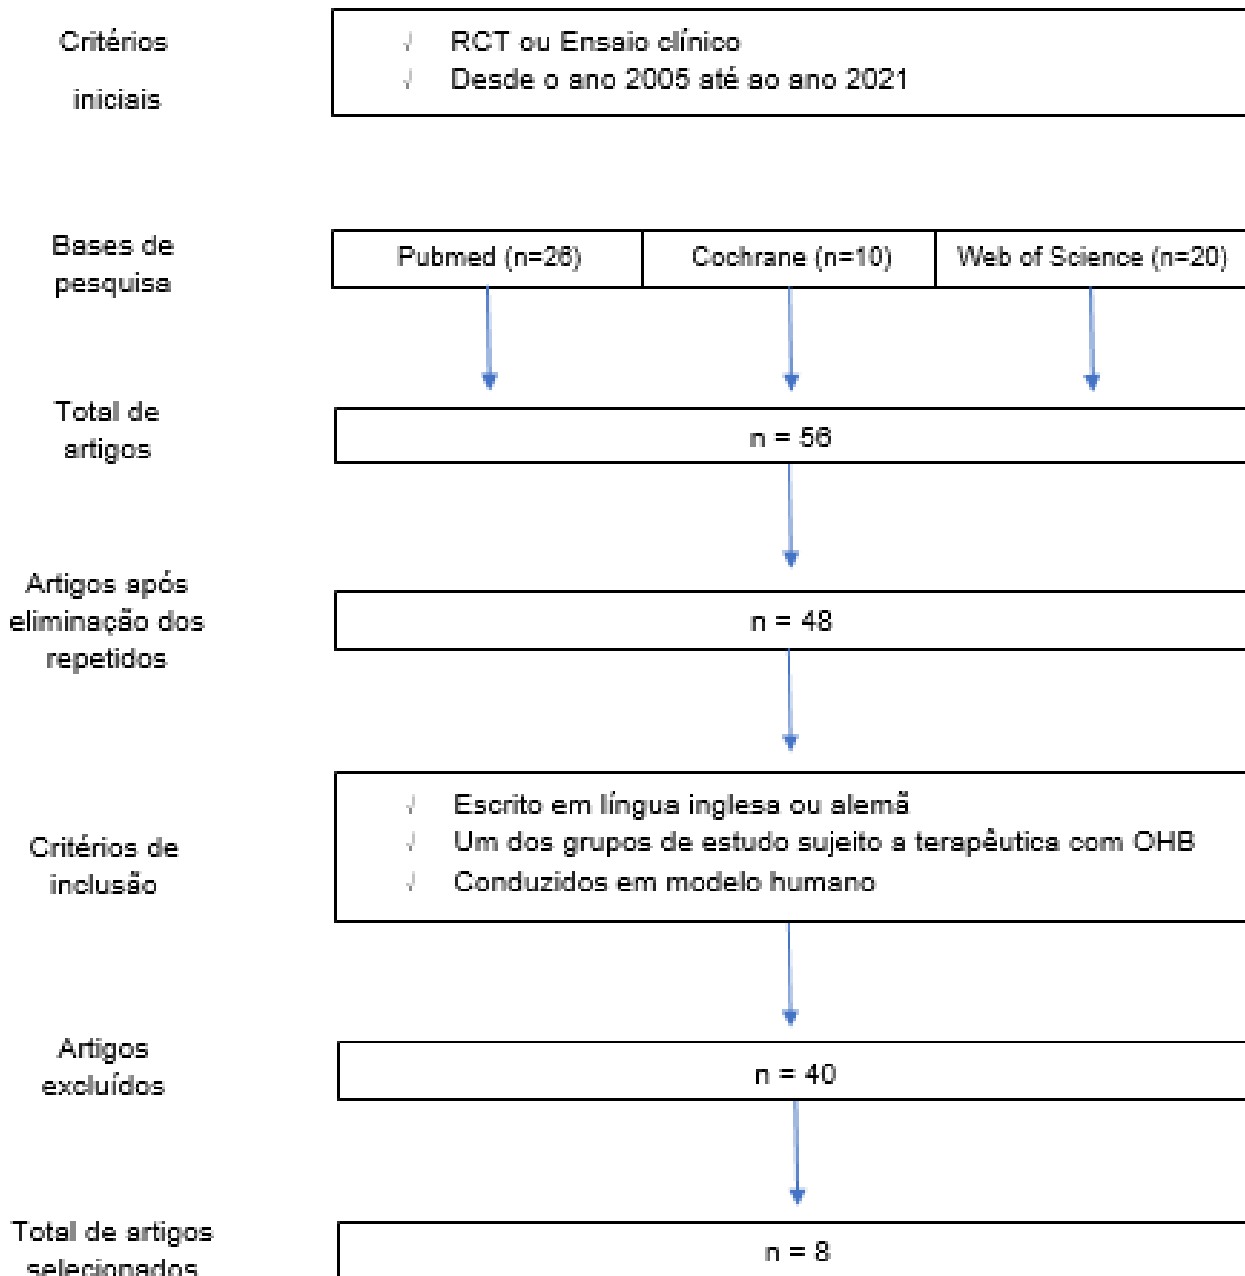 Critérios
iniciais
√ RCT ou Ensaio clínico
√ Desde o ano 2005 até ao ano 2021
Bases de
pesquisa
Pubmed (n=26)
Cochrane (n=10)
Web of Science (n=20)
Total de
artigos
n = 56
Artigos após
eliminação dos
repetidos
n = 48
Critérios de
inclusão
√ Escrito em língua inglesa ou alemã
√ Um dos grupos de estudo sujeito a terapêutica com OHB
√ Conduzidos em modelo humano
Artigos
excluídos
n = 40
Total de artigos
selecionados
n = 8